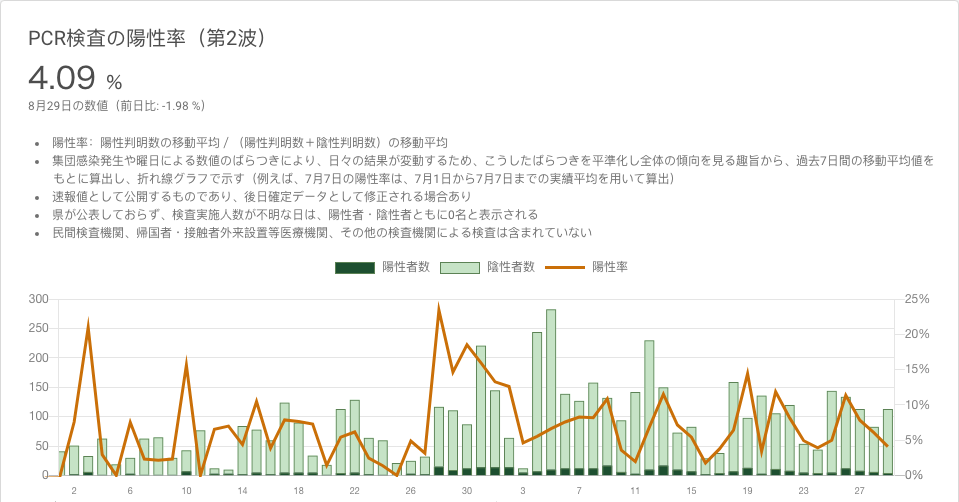 PCR検査の陽性率（第2波）
4.09 %
8月29日の数値（前日比: -1.98 %）
• 陽性率：陽性判明数の移動平均 / （陽性判明数＋陰性判明数）の移動平均
• 集団感染発生や曜日による数値のばらつきにより、日々の結果が変動するため、こうしたばらつきを平準化し全体の傾向を見る趣旨から、過去7日間の移動平均値を
もとに算出し、折れ線グラフで示す（例えば、7月7日の陽性率は、7月1日から7月7日までの実績平均を用いて算出）
• 速報値として公開するものであり、後日確定データとして修正される場合あり
• 県が公表しておらず、検査実施人数が不明な日は、陽性者・陰性者ともに0名と表示される
• 民間検査機関、帰国者・接触者外来設置等医療機関、その他の検査機関による検査は含まれていない
陽性者数 陰性者数 陽性率
300 25%
250 20%
200 15%
150 10%
100 5%
50 0%
0
2 6 10 14 18 22 26 30 3 7 11 15 19 23 27